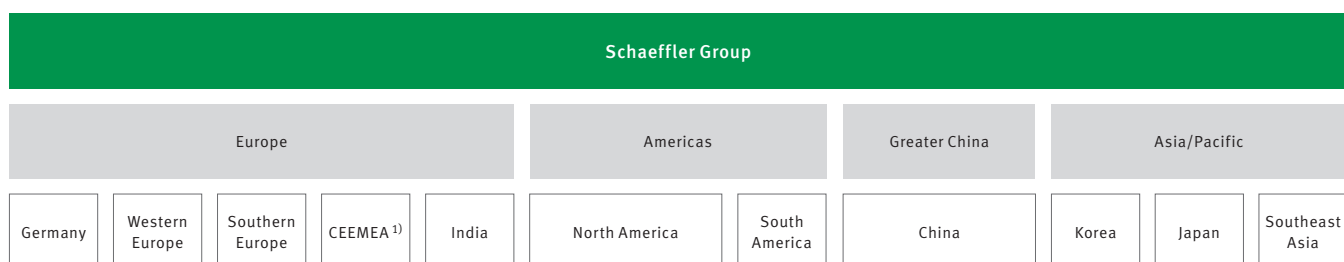 Schaeffler Group
Europe
Americas
Greater China
Asia/Pacific
Germany
Western
Europe
Southern
Europe
CEEMEA 1)
India
North America
South
America
China
Korea
Japan
Southeast
Asia